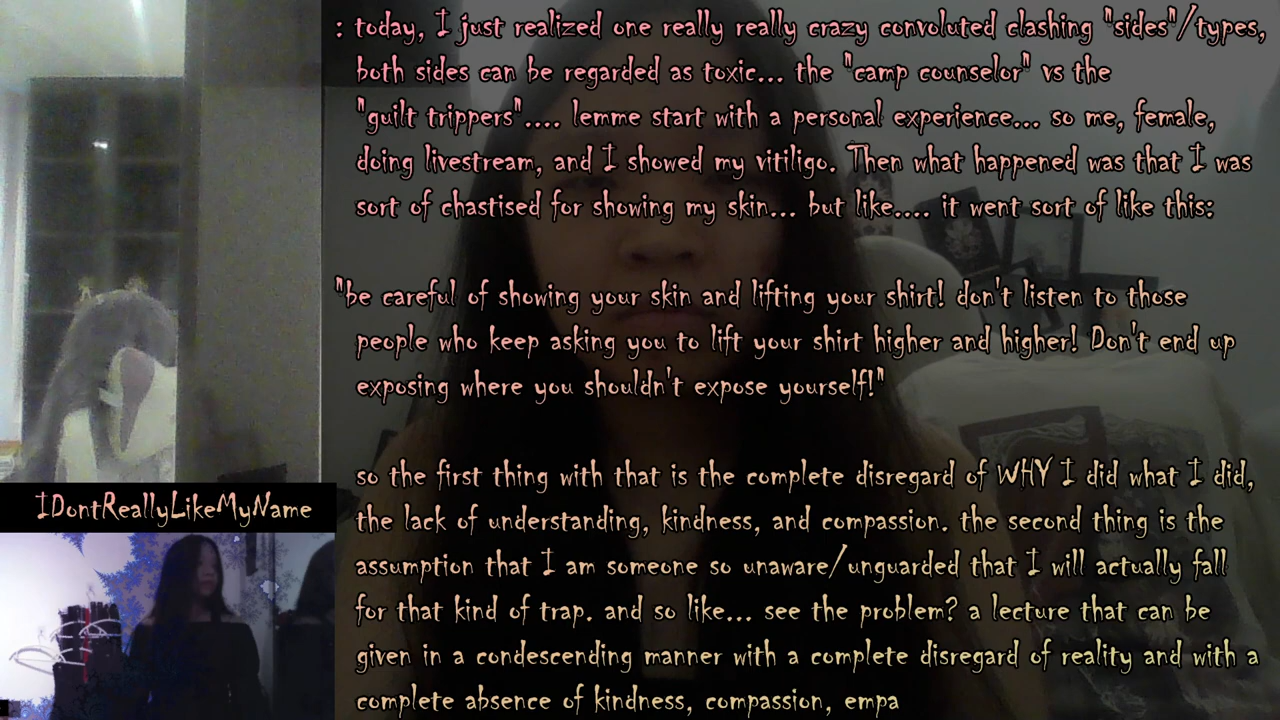 : today, I just realized one really really crazy convoluted clashing "sides"/types,
both sides can be regarded as toxic... the "camp counselor" vs the
"guilt trippers".... lemme start with a personal experience... so me, female,
doing livestream, and I showed my vitiligo. Then what happened was that I was
sort of chastised for showing my skin... but like.... it went sort of like this:
"be careful of showing your skin and lifting your shirt! don't listen to those
people who keep asking you to lift your shirt higher and higher! Don't end up
exposing where you shouldn't expose yourself!"
so the first thing with that is the complete disregard of WHY I did what I did,
the lack of understanding, kindness, and compassion. the second thing is the
assumption that I am someone so unaware/unguarded that I will actually fall
for that kind of trap. and so like... see the problem? a lecture that can be
given in a condescending manner with a complete disregard of reality and with a
complete absence of kindness, compassion, empa
IDontReallyLikeMyName